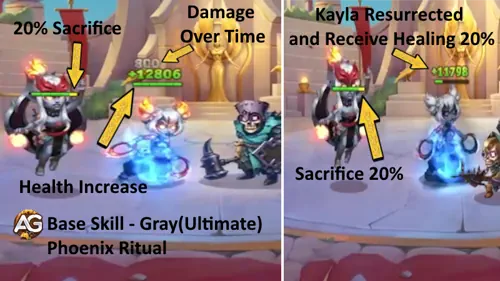 20% Sacrifice
Damage
Over Time
800
+12806
Health Increase
AG Base Skill - Gray(Ultimate)
Phoenix Ritual
Kayla Resurrected
and Receive Healing 20%
+11798
Sacrifice 20%